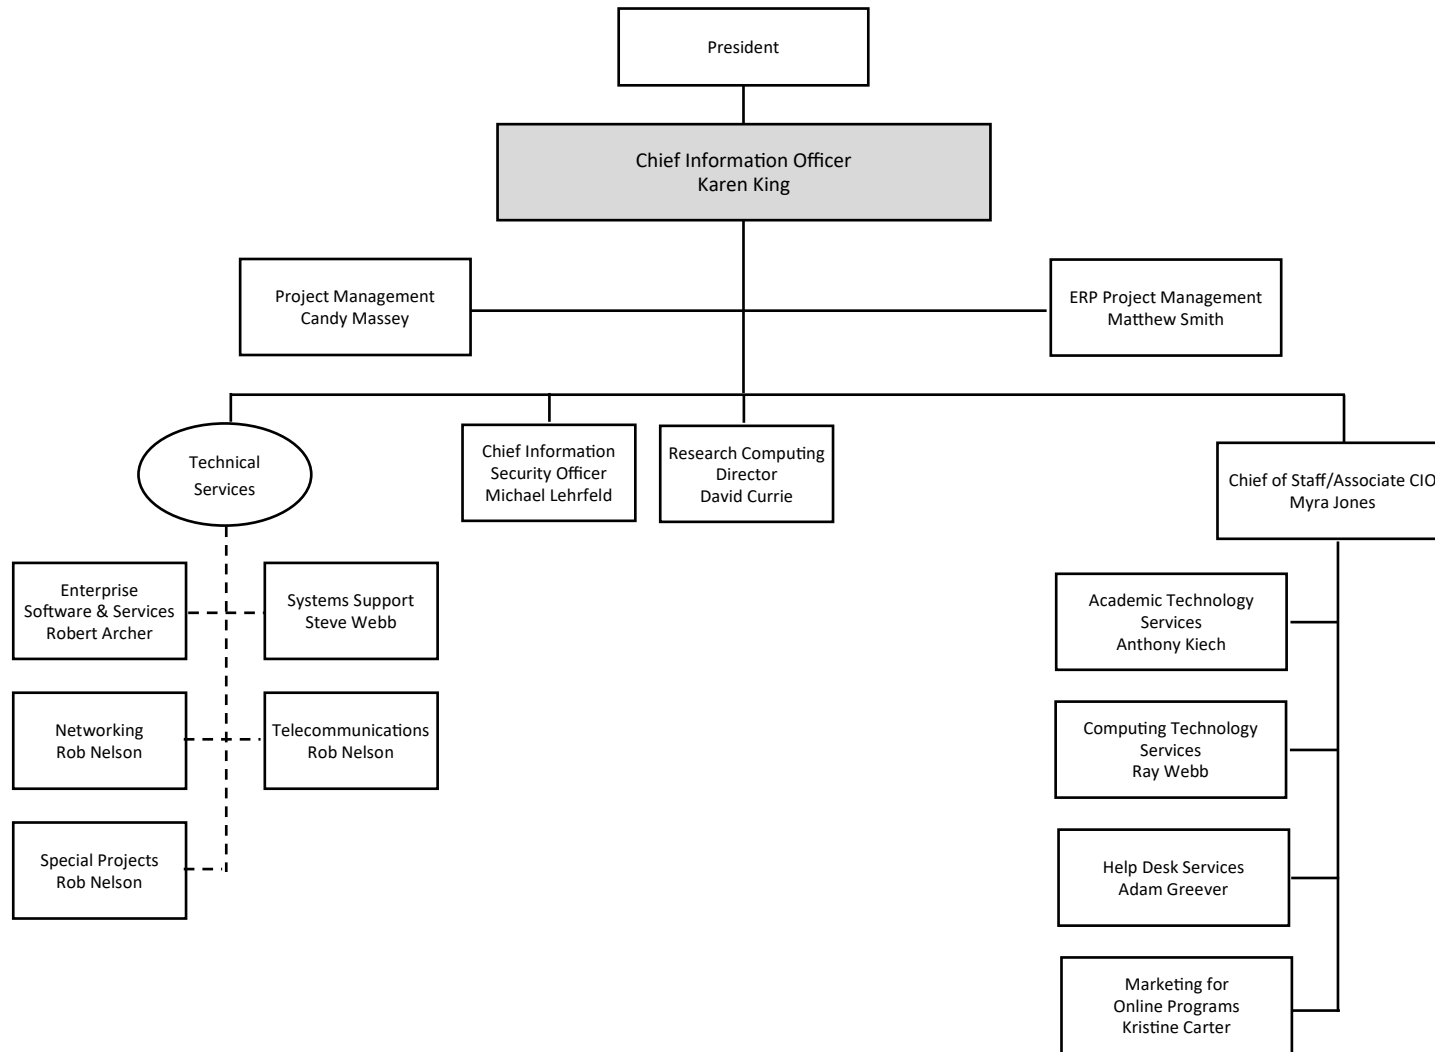 President
Chief Information Officer
Karen King
Project Management
Candy Massey
ERP Project Management
Matthew Smith
Technical
Services
Chief Information
Security Officer
Michael Lehrfeld
Research Computing
Director
David Currie
Chief of Staff/Associate CIO
Myra Jones
Enterprise
Software & Services
Robert Archer
Systems Support
Steve Webb
Networking
Rob Nelson
Telecommunications
Rob Nelson
Special Projects
Rob Nelson
Academic Technology
Services
Anthony Kiech
Computing Technology
Services
Ray Webb
Help Desk Services
Adam Greever
Marketing for
Online Programs
Kristine Carter